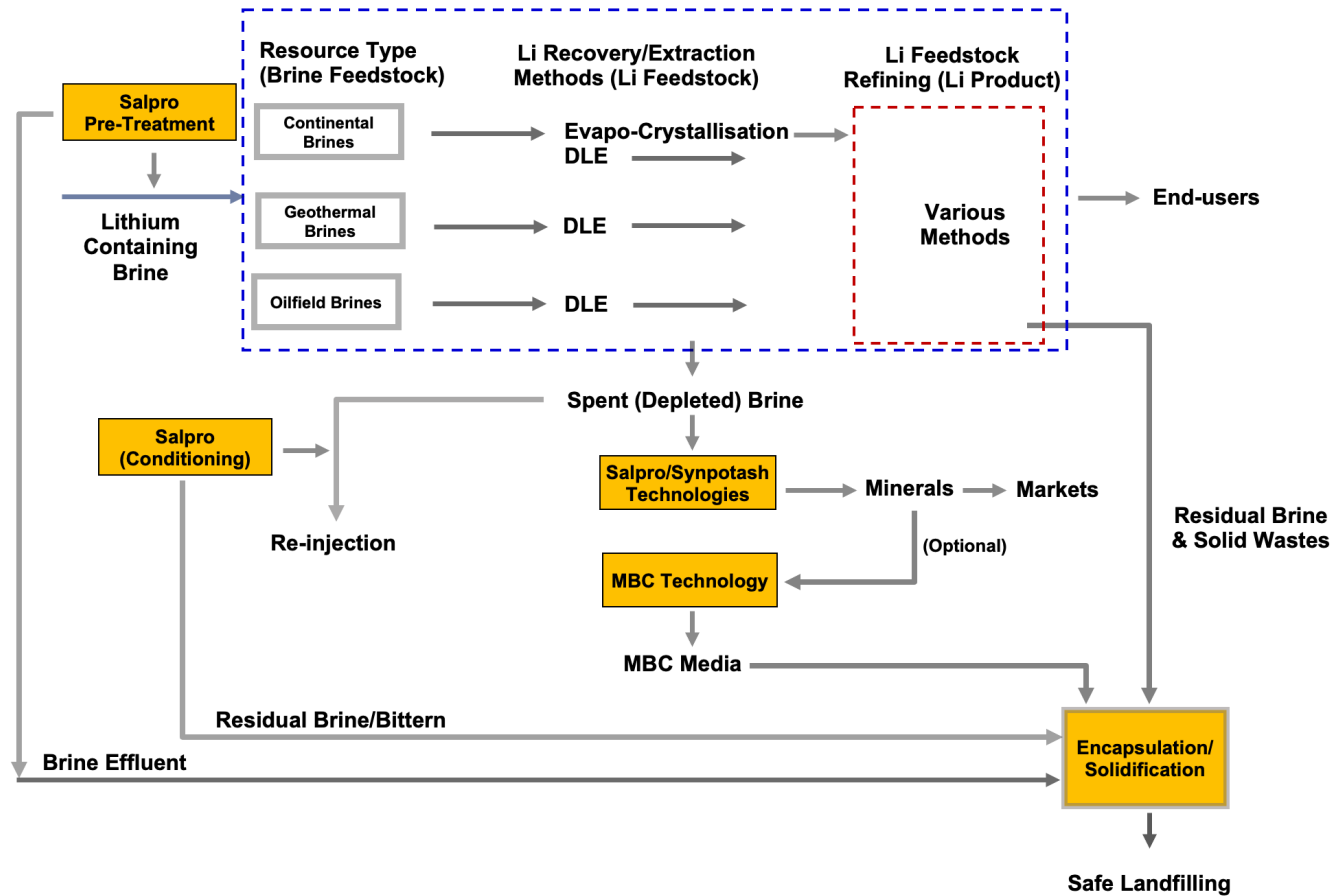 Resource Type
(Brine Feedstock)
Li Recovery/Extraction
Methods (Li Feedstock)
Li Feedstock
Refining (Li Product)
Salpro
Pre-Treatment
Continental
Brines
Evapo-Crystallisation
DLE
Lithium
Containing
Brine
Geothermal
Brines
DLE
Various
Methods
End-users
Oilfield Brines
DLE
Spent (Depleted) Brine
Salpro
(Conditioning)
Re-injection
Salpro/Synpotash
Technologies
Minerals
Markets
(Optional)
Residual Brine
& Solid Wastes
MBC Technology
MBC Media
Residual Brine/Bittern
Brine Effluent
Encapsulation/
Solidification
Safe Landfilling